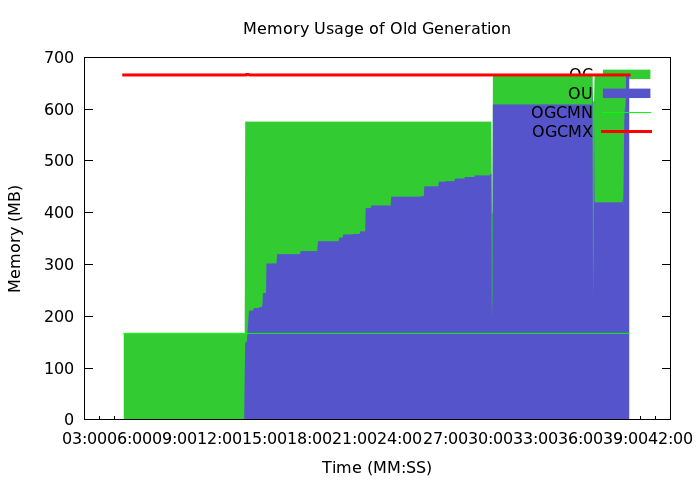 Memory Usage of Old Generation
700
600
500
400
300
200
100
0
Memory (MB)
OC
OU
OGCMN
OGCMX
03:0006:0009:0012:0015:0018:0021:0024:0027:0030:0033:0036:0039:0042:00
Time (MM:SS)